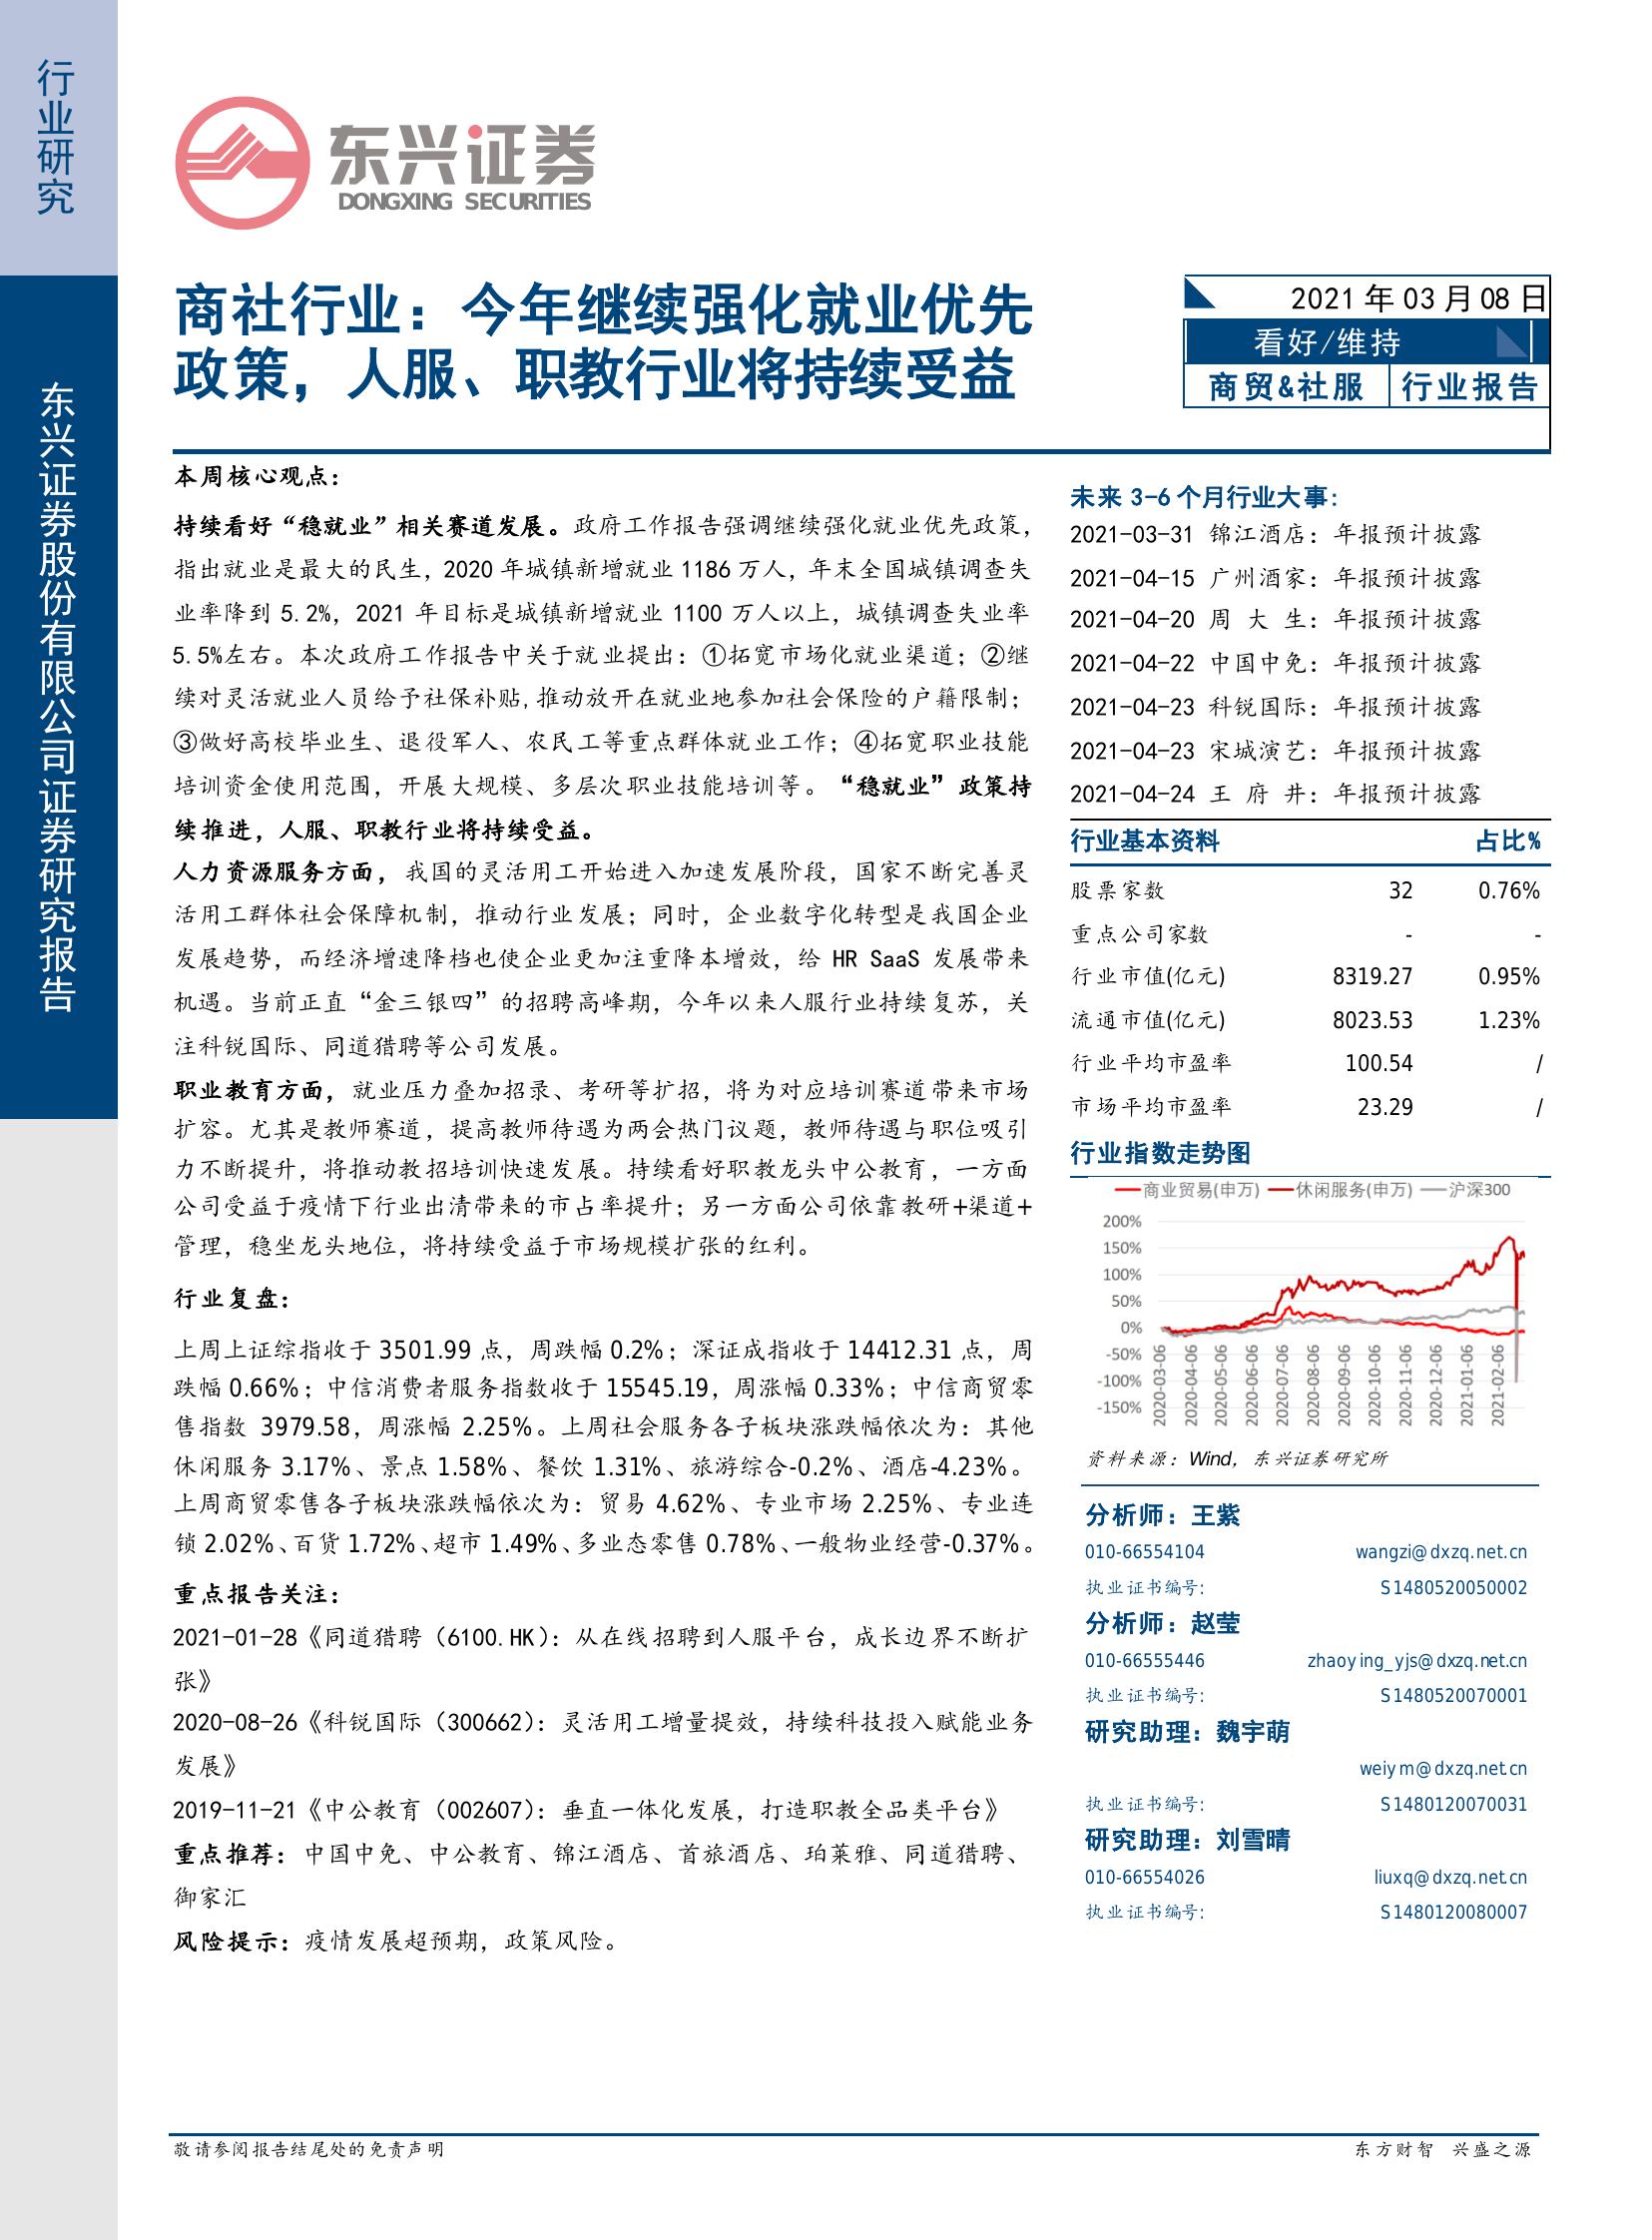 行业研究
东兴证券股份有限公司证券研究报告
东兴证券
DONGXING SECURITIES
商社行业：今年继续强化就业优先
政策，人服、职教行业将持续受益
2021 年 03 月 08 日
看好/维持
商贸&社服 行业报告
本周核心观点：
持续看好“稳就业”相关赛道发展。政府工作报告强调继续强化就业优先政策，
指出就业是最大的民生，2020 年城镇新增就业 1186 万人，年末全国城镇调查失
业率降到 5.2%，2021 年目标是城镇新增就业 1100 万人以上，城镇调查失业率
5.5%左右。本次政府工作报告中关于就业提出：①拓宽市场化就业渠道；②继
续对灵活就业人员给予社保补贴,推动放开在就业地参加社会保险的户籍限制；
③做好高校毕业生、退役军人、农民工等重点群体就业工作；④拓宽职业技能
培训资金使用范围，开展大规模、多层次职业技能培训等。“稳就业”政策持
续推进，人服、职教行业将持续受益。
人力资源服务方面，我国的灵活用工开始进入加速发展阶段，国家不断完善灵
活用工群体社会保障机制，推动行业发展；同时，企业数字化转型是我国企业
发展趋势，而经济增速降档也使企业更加注重降本增效，给 HR SaaS 发展带来
机遇。当前正直“金三银四”的招聘高峰期，今年以来人服行业持续复苏，关
注科锐国际、同道猎聘等公司发展。
职业教育方面，就业压力叠加招录、考研等扩招，将为对应培训赛道带来市场
扩容。尤其是教师赛道，提高教师待遇为两会热门议题，教师待遇与职位吸引
力不断提升，将推动教招培训快速发展。持续看好职教龙头中公教育，一方面
公司受益于疫情下行业出清带来的市占率提升；另一方面公司依靠教研+渠道+
管理，稳坐龙头地位，将持续受益于市场规模扩张的红利。
行业复盘：
上周上证综指收于 3501.99 点，周跌幅 0.2%；深证成指收于 14412.31 点，周
跌幅 0.66%；中信消费者服务指数收于 15545.19，周涨幅 0.33%；中信商贸零
售指数 3979.58，周涨幅 2.25%。上周社会服务各子板块涨跌幅依次为：其他
休闲服务 3.17%、景点 1.58%、餐饮 1.31%、旅游综合-0.2%、酒店-4.23%。
上周商贸零售各子板块涨跌幅依次为：贸易 4.62%、专业市场 2.25%、专业连
锁 2.02%、百货 1.72%、超市 1.49%、多业态零售 0.78%、一般物业经营-0.37%。
重点报告关注：
2021-01-28《同道猎聘（6100.HK）：从在线招聘到人服平台，成长边界不断扩
张》
2020-08-26《科锐国际（300662）：灵活用工增量提效，持续科技投入赋能业务
发展》
2019-11-21《中公教育（002607）：垂直一体化发展，打造职教全品类平台》
重点推荐：中国中免、中公教育、锦江酒店、首旅酒店、珀莱雅、同道猎聘、
御家汇
风险提示：疫情发展超预期，政策风险。
未来 3-6 个月行业大事:
2021-03-31 锦江酒店：年报预计披露
2021-04-15 广州酒家：年报预计披露
2021-04-20 周 大 生：年报预计披露
2021-04-22 中国中免：年报预计披露
2021-04-23 科锐国际：年报预计披露
2021-04-23 宋城演艺：年报预计披露
2021-04-24 王 府 井：年报预计披露
行业基本资料 占比%
股票家数 32 0.76%
重点公司家数 - -
行业市值(亿元) 8319.27 0.95%
流通市值(亿元) 8023.53 1.23%
行业平均市盈率 100.54 /
市场平均市盈率 23.29 /
行业指数走势图
商业贸易(申万) 休闲服务(申万) 沪深300
200%
150%
100%
50%
0%
-50%
-100%
-150%
2020-03-06 2020-04-06 2020-05-06 2020-06-06 2020-07-06 2020-08-06 2020-09-06 2020-10-06 2020-11-06 2020-12-06 2021-01-06 2021-02-06
资料来源：Wind，东兴证券研究所
分析师：王紫
010-66554104 wangzi@dxzq.net.cn
执业证书编号: S1480520050002
分析师：赵莹
010-66555446 zhaoying_yjs@dxzq.net.cn
执业证书编号: S1480520070001
研究助理：魏宇萌
weiym@dxzq.net.cn
执业证书编号: S1480120070031
研究助理：刘雪晴
010-66554026 liuxq@dxzq.net.cn
执业证书编号: S1480120080007
敬请参阅报告结尾处的免责声明
东方财智 兴盛之源